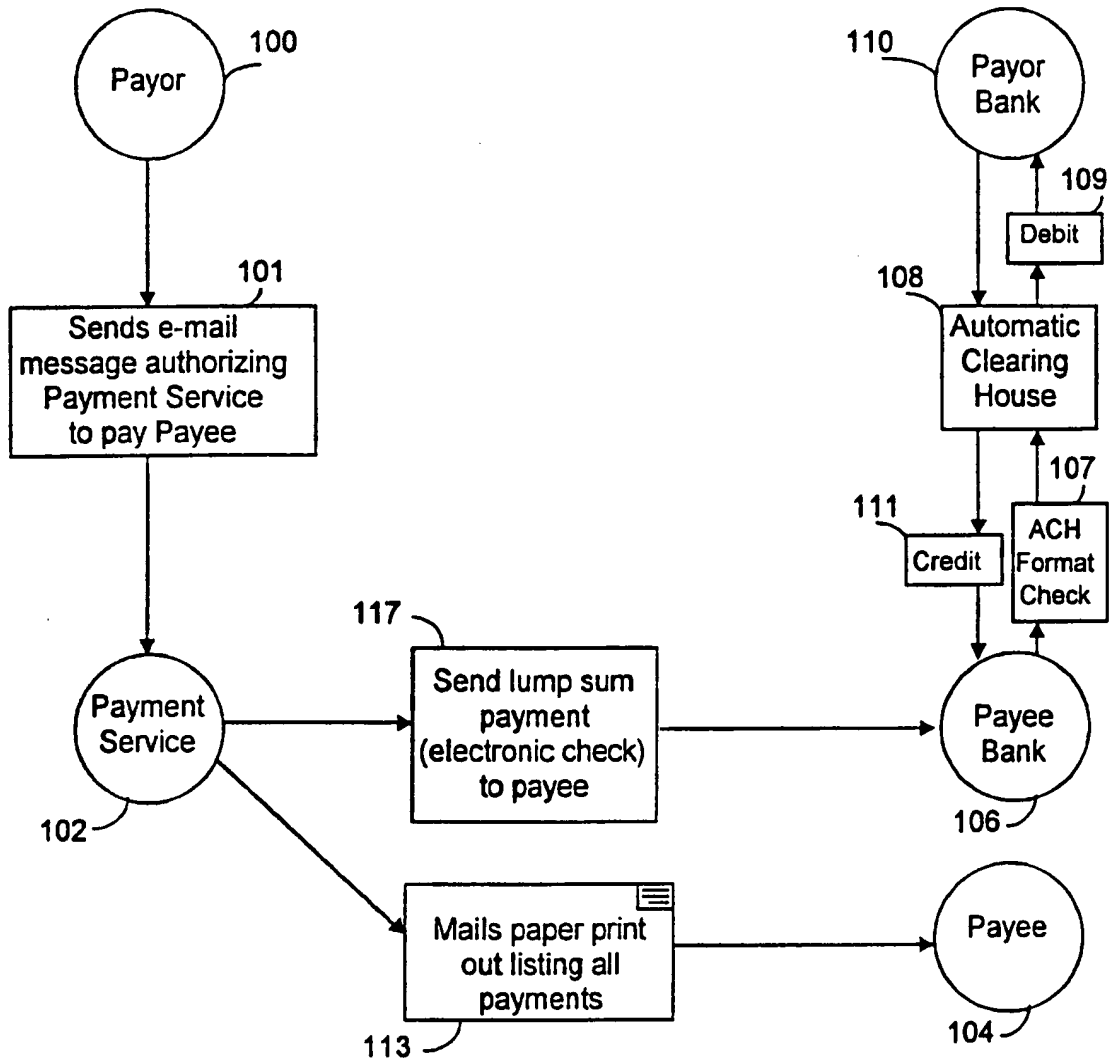 100
Payor
110
Payor
Bank
109
Debit
101
Sends e-mail
message authorizing
Payment Service
to pay Payee
108
Automatic
Clearing
House
107
ACH
Format
Check
111
Credit
117
Send lump sum
payment
(electronic check)
to payee
Payment
Service
102
Payee
Bank
106
Mails paper print
out listing all
payments
113
Payee
104